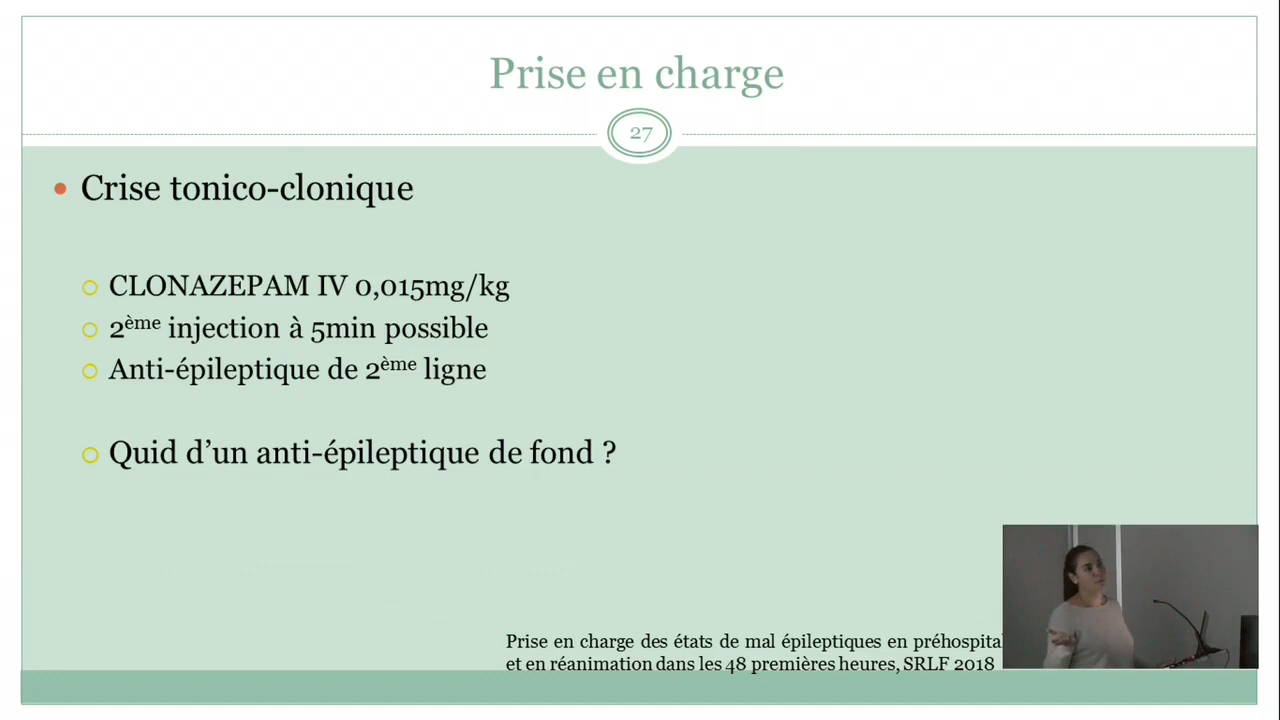 Prise en charge
27
Crise tonico-clonique
CLONAZEPAM IV 0,015mg/kg
2ème injection à 5min possible
Anti-épileptique de 2ème ligne
Quid d’un anti-épileptique de fond ?
Prise en charge des états de mal épileptiques en préhospital
et en réanimation dans les 48 premières heures, SRLF 2018